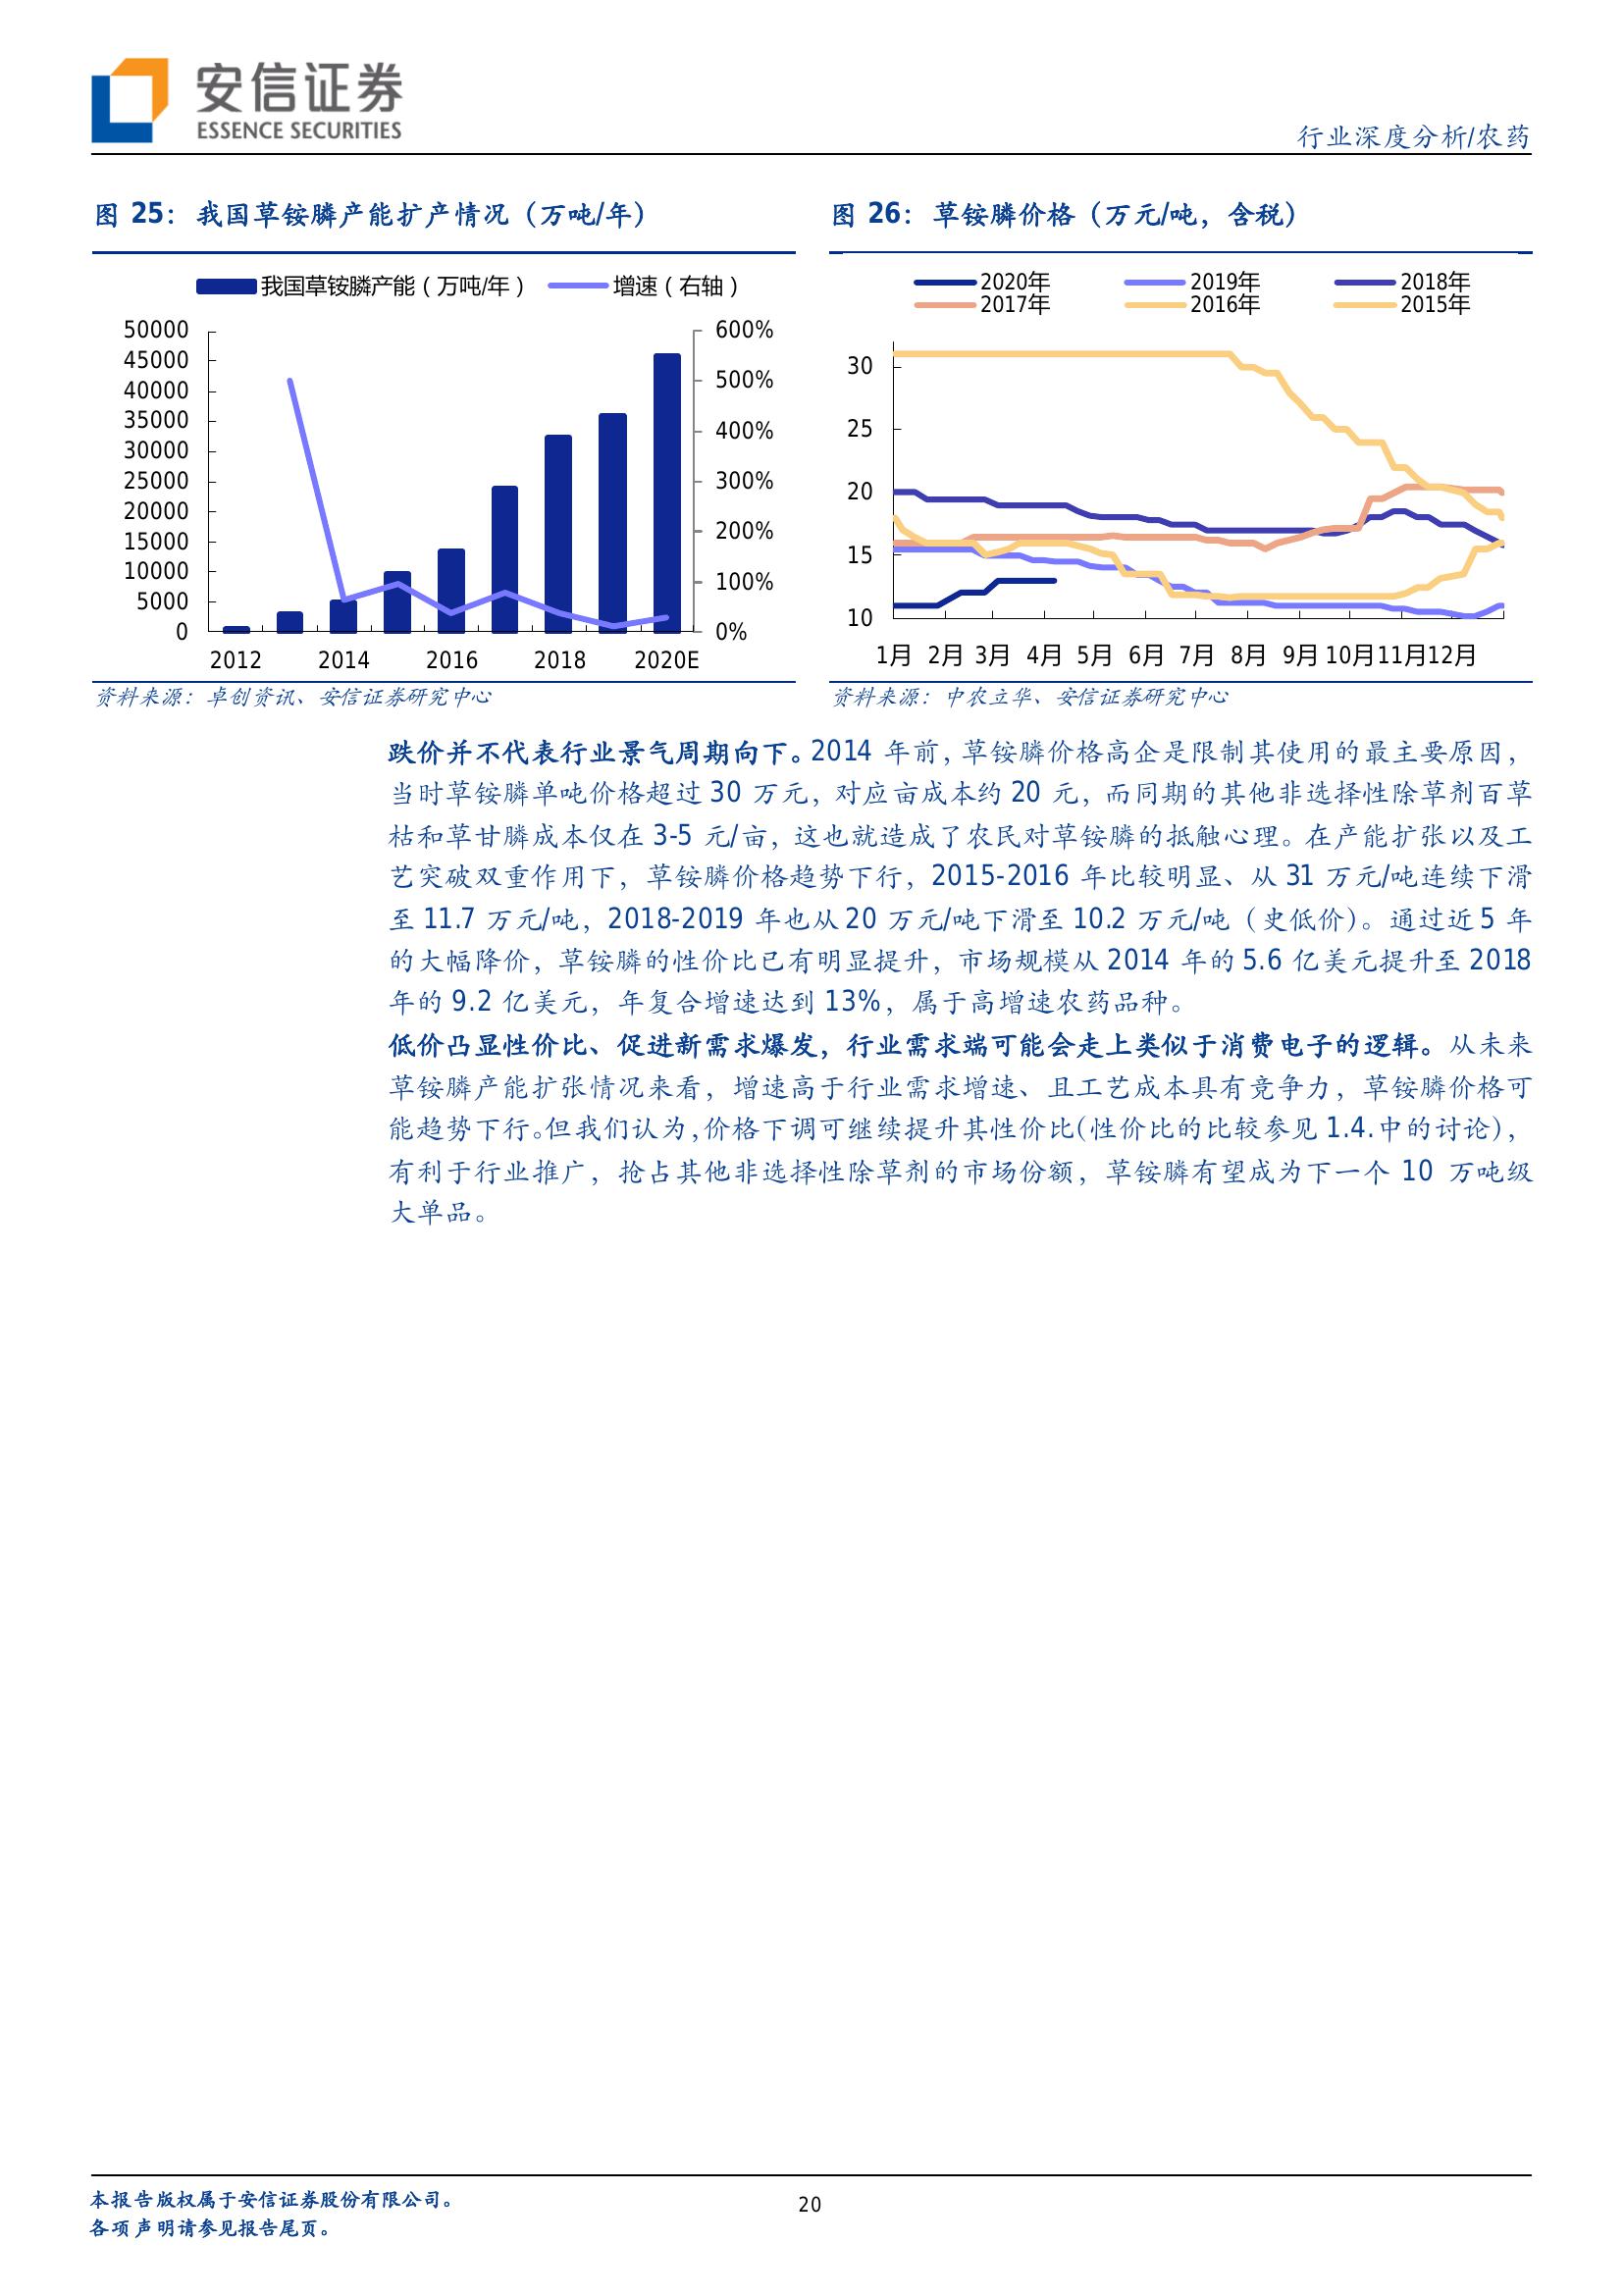 安信证券
ESSENCE SECURITIES
行业深度分析/农药
图 25：我国草铵膦产能扩产情况（万吨/年）
我国草铵膦产能（万吨/年）
增速（右轴）
50000
45000
40000
35000
30000
25000
20000
15000
10000
5000
0
600%
500%
400%
300%
200%
100%
0%
2012 2014 2016 2018 2020E
资料来源：卓创资讯、安信证券研究中心
图 26：草铵膦价格（万元/吨，含税）
2020年 2019年 2018年
2017年 2016年 2015年
30
25
20
15
10
1月 2月 3月 4月 5月 6月 7月 8月 9月 10月 11月 12月
资料来源：中农立华、安信证券研究中心
跌价并不代表行业景气周期向下。2014 年前，草铵膦价格高企是限制其使用的最主要原因，
当时草铵膦单吨价格超过 30 万元，对应亩成本约 20 元，而同期的其他非选择性除草剂百草
枯和草甘膦成本仅在 3-5 元/亩，这也就造成了农民对草铵膦的抵触心理。在产能扩张以及工
艺突破双重作用下，草铵膦价格趋势下行，2015-2016 年比较明显、从 31 万元/吨连续下滑
至 11.7 万元/吨，2018-2019 年也从 20 万元/吨下滑至 10.2 万元/吨（史低价）。通过近 5 年
的大幅降价，草铵膦的性价比已有明显提升，市场规模从 2014 年的 5.6 亿美元提升至 2018
年的 9.2 亿美元，年复合增速达到 13%，属于高增速农药品种。
低价凸显性价比、促进新需求爆发，行业需求端可能会走上类似于消费电子的逻辑。从未来
草铵膦产能扩张情况来看，增速高于行业需求增速、且工艺成本具有竞争力，草铵膦价格可
能趋势下行。但我们认为，价格下调可继续提升其性价比（性价比的比较参见 1.4.中的讨论），
有利于行业推广，抢占其他非选择性除草剂的市场份额，草铵膦有望成为下一个 10 万吨级
大单品。
本报告版权属于安信证券股份有限公司。
各项声明请参见报告尾页。
20